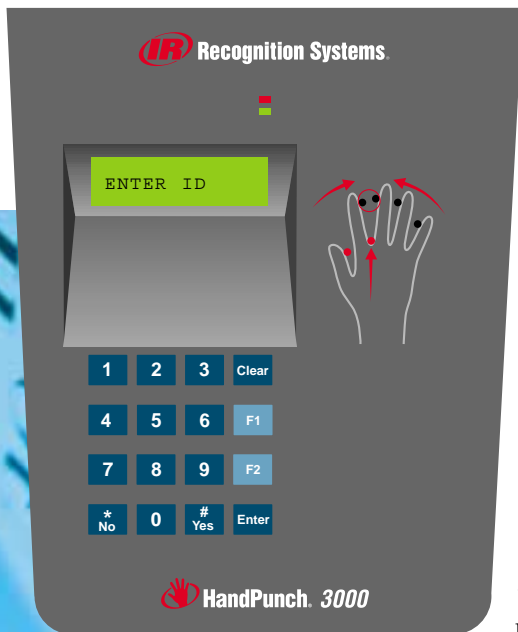 IR Recognition Systems.
ENTER ID
1 2 3 Clear
4 5 6 F1
7 8 9 F2
* 0 # Enter
No Yes
HandPunch® 3000
1